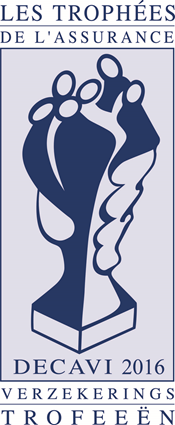 LES TROPHÉES
DE L'ASSURANCE
DECAVI 2016
VERZEKERINGS
TROFEEËN